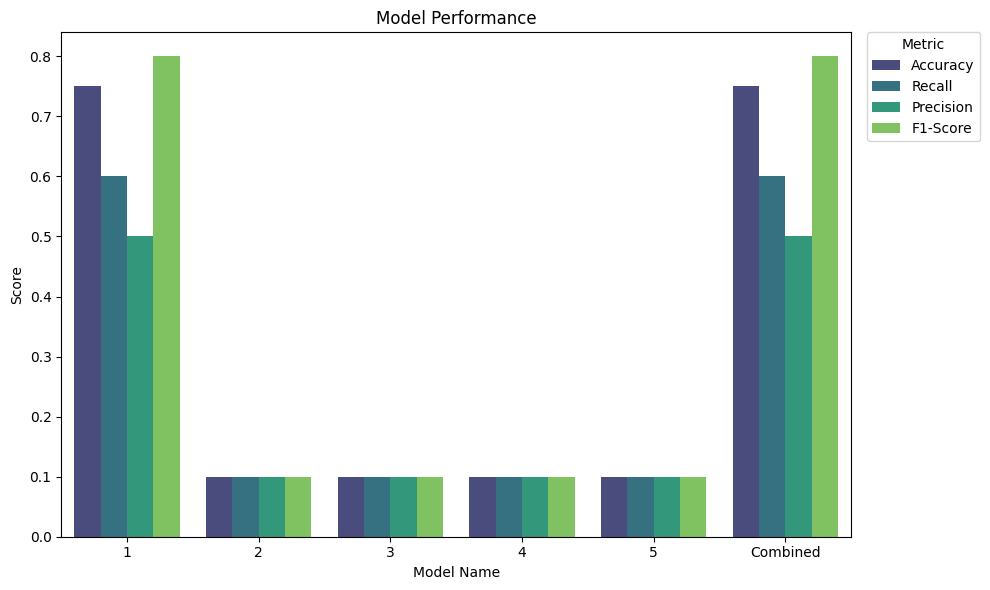 Model Performance
Metric
Accuracy
Recall
Precision
F1-Score
Score
0.8
0.7
0.6
0.5
0.4
0.3
0.2
0.1
0.0
1 2 3 4 5 Combined
Model Name